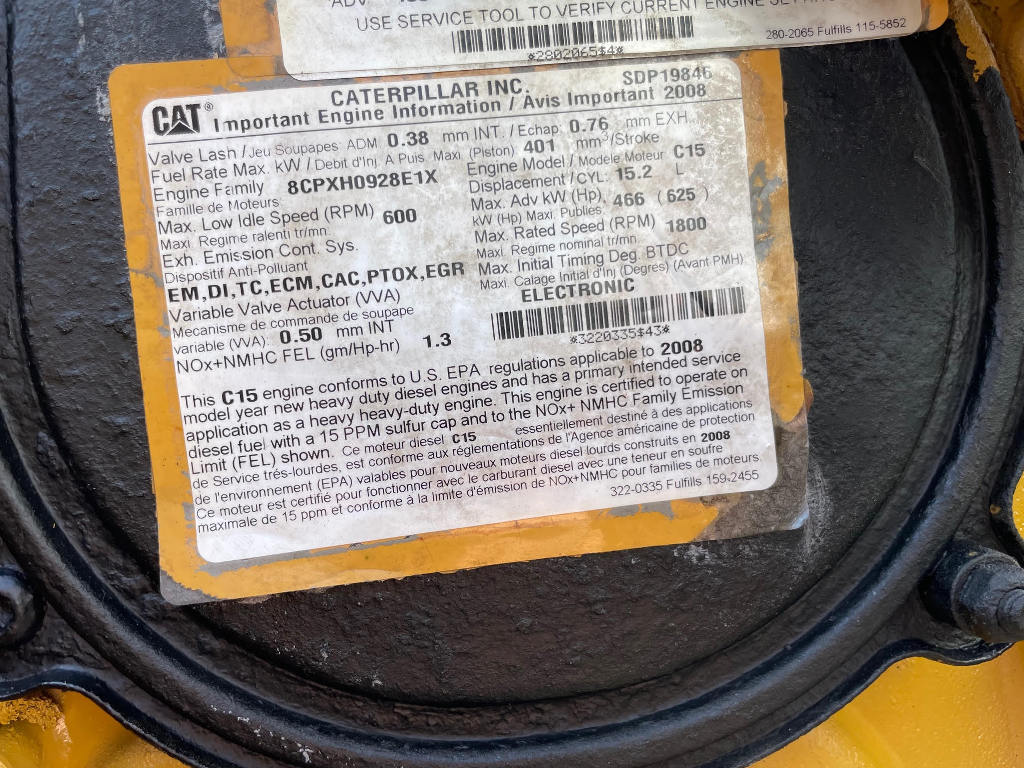 USE SERVICE TOOL TO VERIFY CURRENT ENGINE
*2802065$4*
280-2065 Fulfills 115-5852
CAT®
CATERPILLAR INC.
SDP19846
Important Engine Information / Avis Important 2008
Valve Lash / Jeu Soupapes ADM 0.38 mm INT. / Echap: 0.76 mm EXH.
Fuel Rate Max. kW / Debit d'Inj. A Puis. Maxi. (Piston) 401 mm³/Stroke
Engine Family 8CPXH0928E1X
Famille de Moteurs:
Engine Model / Modele Moteur C15
Displacement / CYL: 15.2 L
Max. Low Idle Speed (RPM) 600
Maxi. Regime ralenti tr/mn.
Max. Adv kW (Hp), 466 ( 625 )
kW (Hp) Maxi. Publies.
Exh. Emission Cont. Sys.
Dispositif Anti-Polluant
Max. Rated Speed (RPM) 1800
Maxi. Regime nominal tr/mn.
EM,DI,TC,ECM,CAC,PTOX,EGR
Max. Initial Timing Deg. BTDC
Maxi. Calage Initial d'Inj (Degres) (Avant PMH)
ELECTRONIC
Variable Valve Actuator (VVA)
Mecanisme de commande de soupape
variable (VVA): 0.50 mm INT
*3220335$43*
NOx+NMHC FEL (gm/Hp-hr) 1.3
This C15 engine conforms to U.S. EPA regulations applicable to 2008
model year new heavy duty diesel engines and has a primary intended service
application as a heavy heavy-duty engine. This engine is certified to operate on
diesel fuel with a 15 PPM sulfur cap and to the NOx+ NMHC Family Emission
Limit (FEL) shown. Ce moteur diesel C15 essentiellement destiné à des applications
de Service trés-lourdes, est conforme aux réglementations de l'Agence américaine de protection
de l'environnement (EPA) valables pour nouveaux moteurs diesel lourds construits en 2008
Ce moteur est certifié pour fonctionner avec le carburant diesel avec une teneur en soufre
maximale de 15 ppm et conforme à la limite d'émission de NOx+NMHC pour familles de moteurs.
322-0335 Fulfills 159-2455